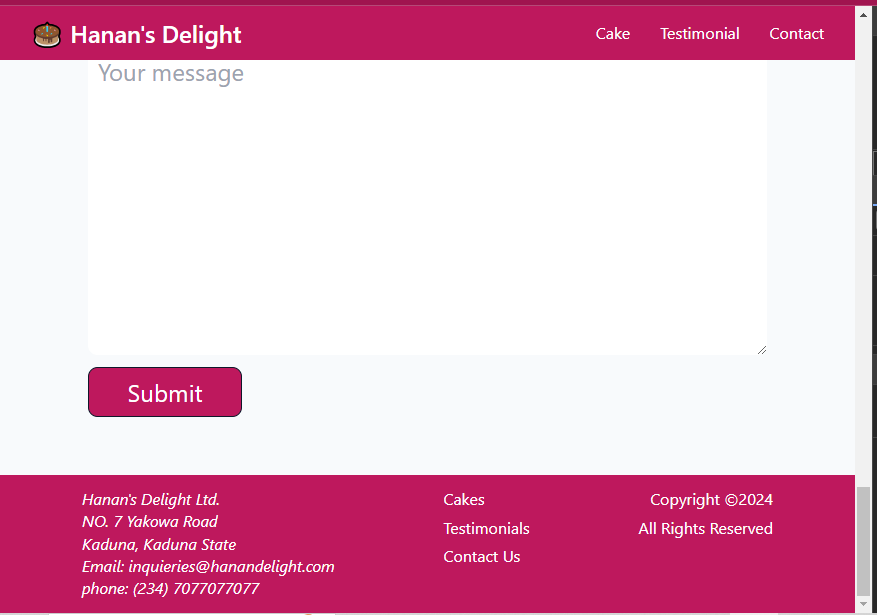 Hanan's Delight
Cake Testimonial Contact
Your message
Submit
Hanan's Delight Ltd.
NO. 7 Yakowa Road
Kaduna, Kaduna State
Email: inquieries@hanandelight.com
phone: (234) 7077077077
Cakes
Testimonials
Contact Us
Copyright ©2024
All Rights Reserved